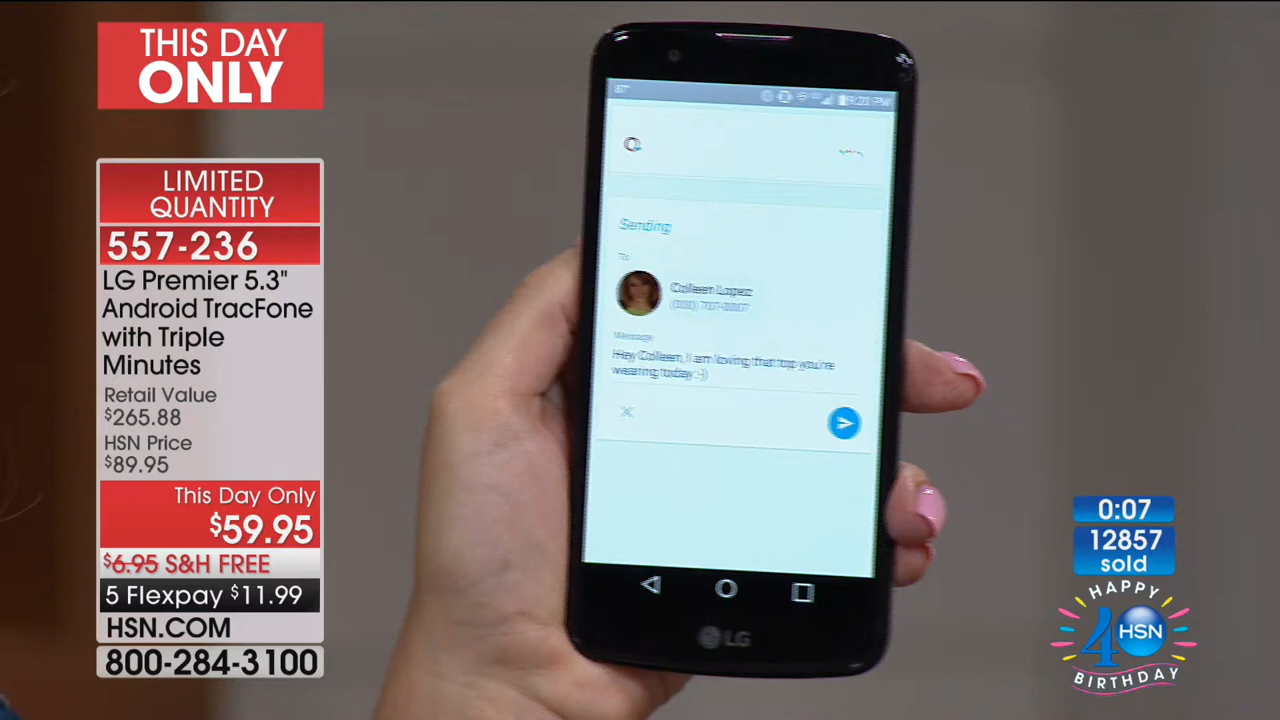 THIS DAY
ONLY
LIMITED
QUANTITY
557-236
LG Premier 5.3"
Android TracFone
with Triple
Minutes
Retail Value
$265.88
HSN Price
$89.95
This Day Only
$59.95
$6.95 S&H FREE
5 Flexpay $11.99
HSN.COM
800-284-3100
Sending
To
Colleen Lopez
Message
Hey Colleen, I am loving that top you're
wearing today :-)
LG
0:07
12857
sold
HAPPY
40
HSN
BIRTHDAY